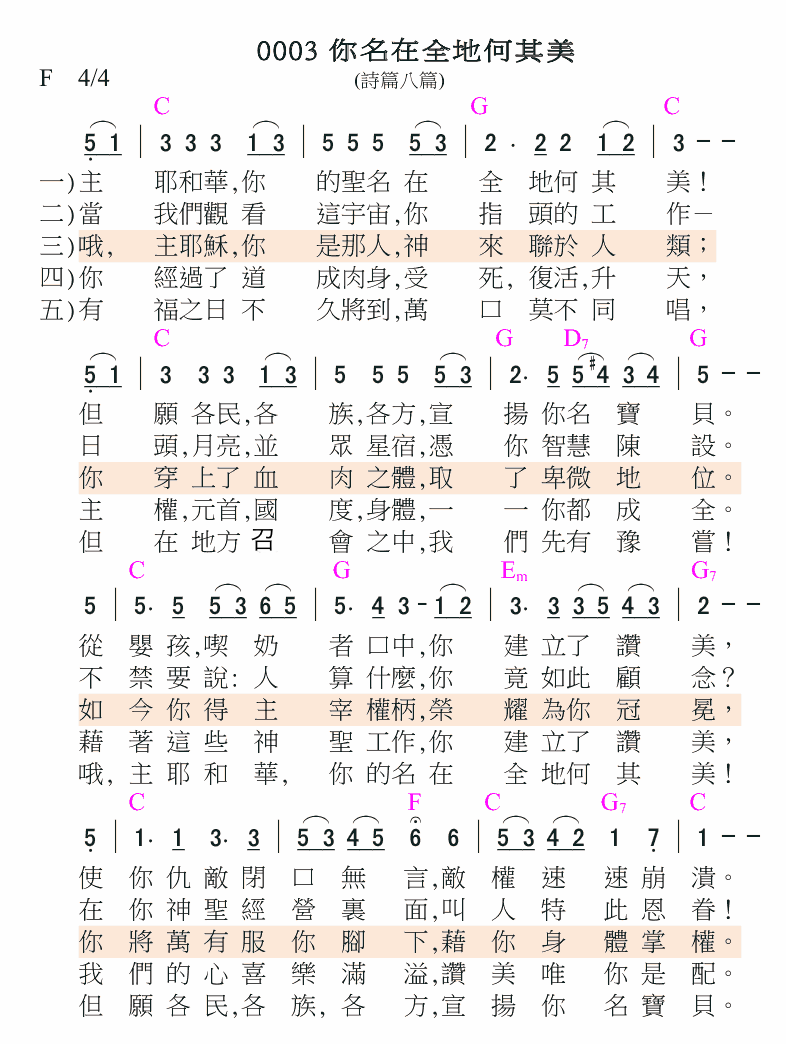 0003 你名在全地何其美
(詩篇八篇)
F 4/4
C G C
5̣ 1 | 3 3 3 1 3 | 5 5 5 5 3 | 2 · 2 2 1 2 | 3 － －
一)主 耶和華,你 的聖名 在 全 地何 其 美！
二)當 我們觀 看 這宇宙,你 指 頭的 工 作－
三)哦, 主耶穌,你 是那人,神 來 聯於 人 類；
四)你 經過了 道 成肉身,受 死, 復活,升 天，
五)有 福之日 不 久將到,萬 口 莫不 同 唱，
C G D7 G
5̣ 1 | 3 3 3 1 3 | 5 5 5 5 3 | 2· 5 5 #4 3 4 | 5 － －
但 願 各民,各 族,各方,宣 揚 你名 寶 貝。
日 頭,月亮,並 眾 星宿,憑 你 智慧 陳 設。
你 穿 上了 血 肉 之體,取 了 卑微 地 位。
主 權,元首,國 度,身體,一 一 你都 成 全。
但 在 地方 召 會 之中,我 們 先有 豫 嘗！
C G Em G7
5 | 5· 5 5 3 6 5 | 5· 4 3 - 1 2 | 3· 3 3 5 4 3 | 2 － －
從 嬰 孩,喫 奶 者 口中,你 建 立了 讚 美，
不 禁 要 說: 人 算 什麼,你 竟 如此 顧 念？
如 今 你 得 主 宰 權柄,榮 耀 為你 冠 冕，
藉 著 這 些 神 聖 工作,你 建 立了 讚 美，
哦, 主 耶 和 華, 你 的名 在 全 地何 其 美！
C F C G7 C
5̣ | 1· 1 3· 3 | 5 3 4 5 6 6 | 5 3 4 2 1 7̣ | 1 － －
使 你 仇 敵 閉 口 無 言,敵 權 速 速 崩 潰。
在 你 神 聖 經 營 裏 面,叫 人 特 此 恩 眷！
你 將 萬 有 服 你 腳 下,藉 你 身 體 掌 權。
我 們 的 心 喜 樂 滿 溢,讚 美 唯 你 是 配。
但 願 各 民,各 族, 各 方,宣 揚 你 名 寶 貝。